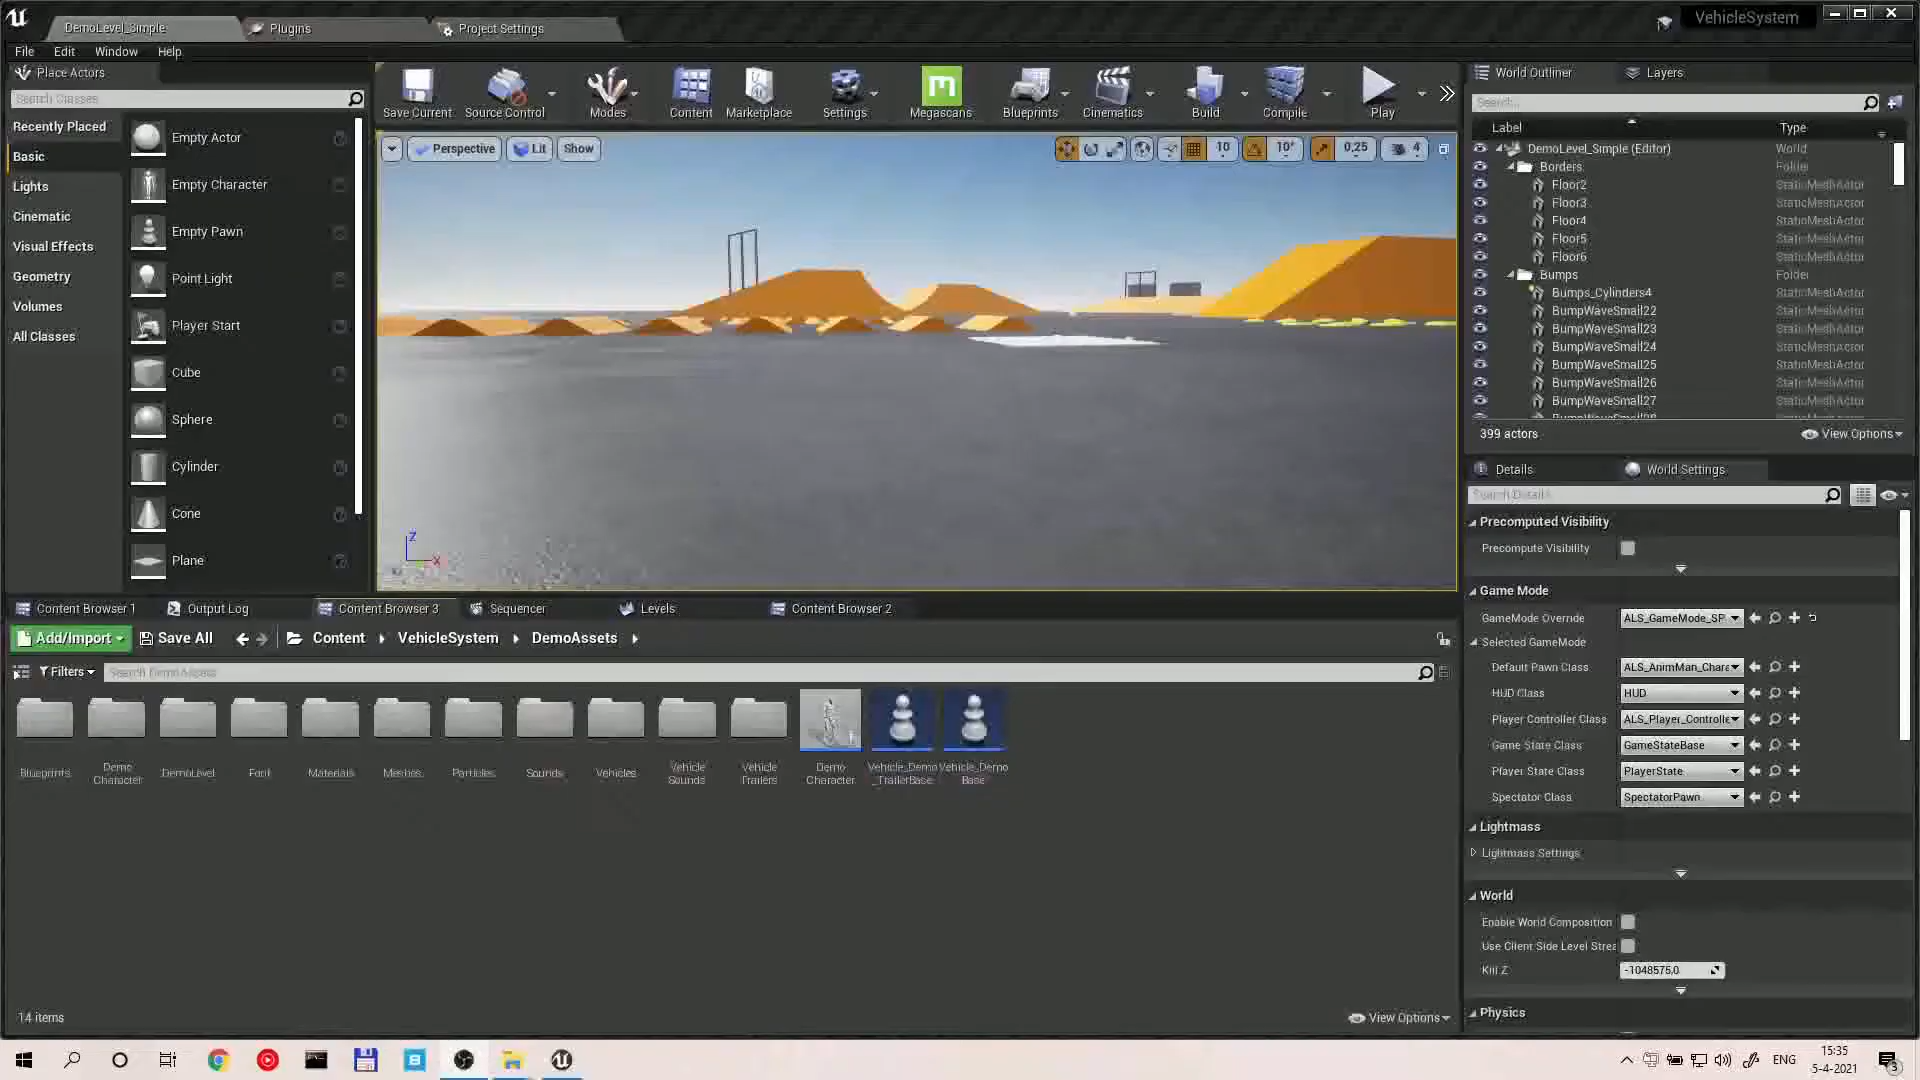 DemoLevel_Simple
Plugins
Project Settings
VehicleSystem
File Edit Window Help
Place Actors
Search Classes
Recently Placed
Basic
Lights
Cinematic
Visual Effects
Geometry
Volumes
All Classes
Empty Actor
Empty Character
Empty Pawn
Point Light
Player Start
Cube
Sphere
Cylinder
Cone
Plane
Save Current Source Control Modes Content Marketplace Settings Megascans Blueprints Cinematics Build Compile Play
Perspective Lit Show
10 10° 0,25 4
Z
X
World Outliner Layers
Search...
Label Type
DemoLevel_Simple (Editor) World
Borders Folder
Floor2 StaticMeshActor
Floor3 StaticMeshActor
Floor4 StaticMeshActor
Floor5 StaticMeshActor
Floor6 StaticMeshActor
Bumps Folder
Bumps_Cylinders4 StaticMeshActor
BumpWaveSmall22 StaticMeshActor
BumpWaveSmall23 StaticMeshActor
BumpWaveSmall24 StaticMeshActor
BumpWaveSmall25 StaticMeshActor
BumpWaveSmall26 StaticMeshActor
BumpWaveSmall27 StaticMeshActor
399 actors View Options
Details World Settings
Search Details
Precomputed Visibility
Precompute Visibility
Game Mode
GameMode Override ALS_GameMode_SP
Selected GameMode
Default Pawn Class ALS_AnimMan_Chara
HUD Class HUD
Player Controller Class ALS_Player_Controlle
Game State Class GameStateBase
Player State Class PlayerState
Spectator Class SpectatorPawn
Lightmass
Lightmass Settings
World
Enable World Composition
Use Client Side Level Strea
Kill Z -1048575,0
Physics
Content Browser 1 Output Log Content Browser 3 Sequencer Levels Content Browser 2
Add/Import Save All Content VehicleSystem DemoAssets
Filters Search DemoAssets
Blueprints
Demo
Character
DemoLevel
Font
Materials
Meshes
Particles
Sounds
Vehicles
Vehicle
Sounds
Vehicle
Trailers
Demo
Character
Vehicle_Demo
_TrailerBase
Vehicle_Demo
Base
14 items View Options
ENG
15:35
5-4-2021
3